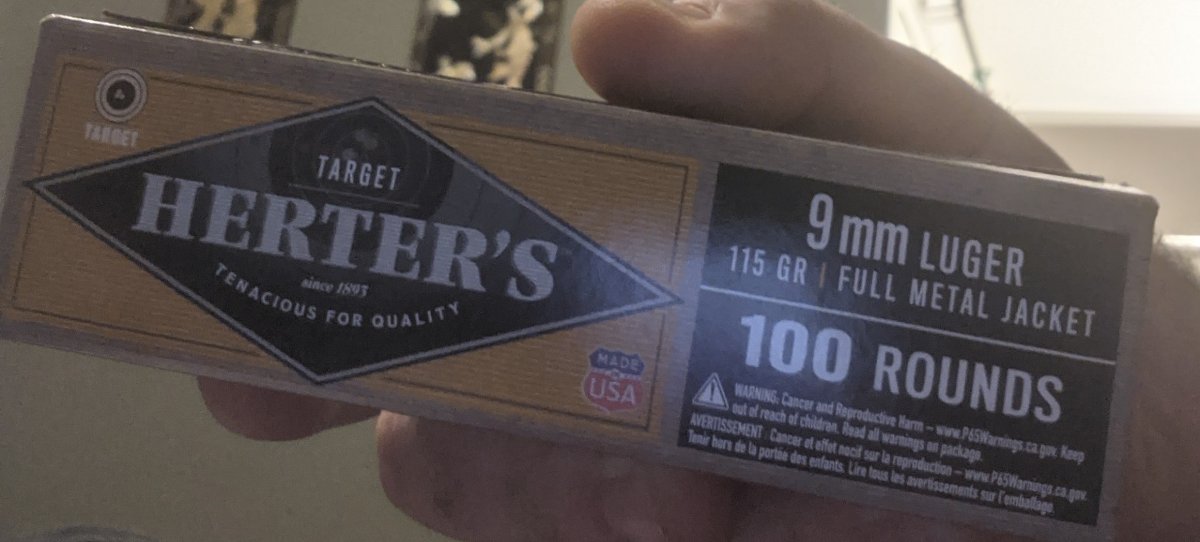 TARGET
TARGET
HERTER'S
since 1893
TENACIOUS FOR QUALITY
MADE
USA
9mm LUGER
115 GR | FULL METAL JACKET
100 ROUNDS
WARNING: Cancer and Reproductive Harm – www.P65Warnings.ca.gov. Keep
out of reach of children. Read all warnings on package.
AVERTISSEMENT : Cancer et effet nocif sur la reproduction – www.P65Warnings.ca.gov.
Tenir hors de la portée des enfants. Lire tous les avertissements sur l'emballage.